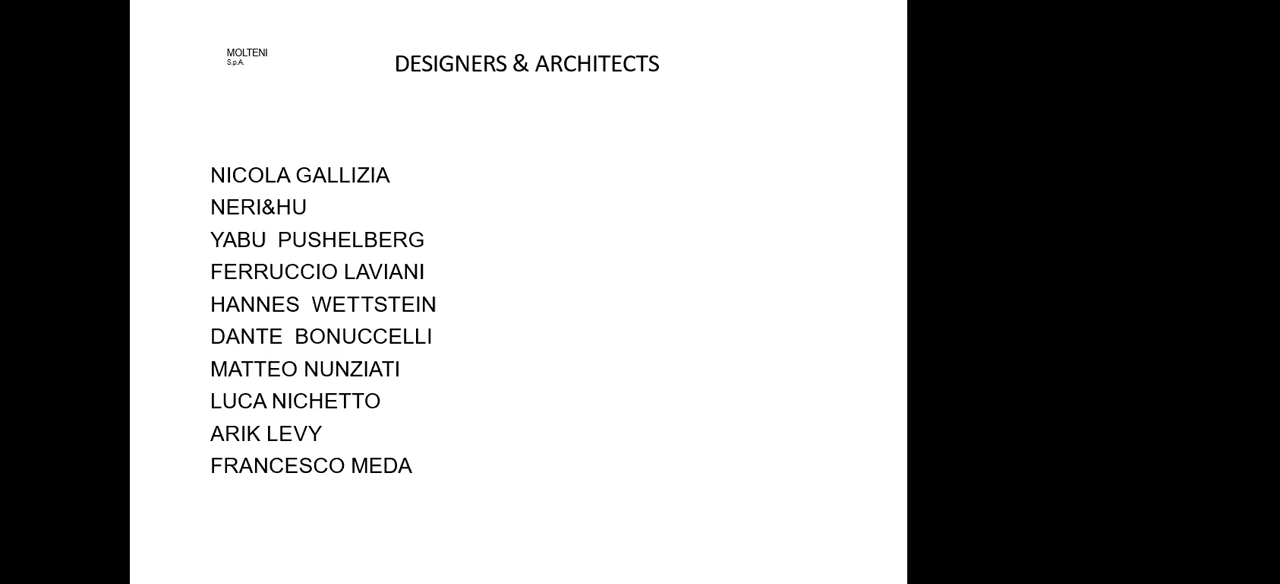 MOLTENI
S.p.A.
DESIGNERS & ARCHITECTS
NICOLA GALLIZIA
NERI&HU
YABU  PUSHELBERG
FERRUCCIO LAVIANI
HANNES  WETTSTEIN
DANTE  BONUCCELLI
MATTEO NUNZIATI
LUCA NICHETTO
ARIK LEVY
FRANCESCO MEDA